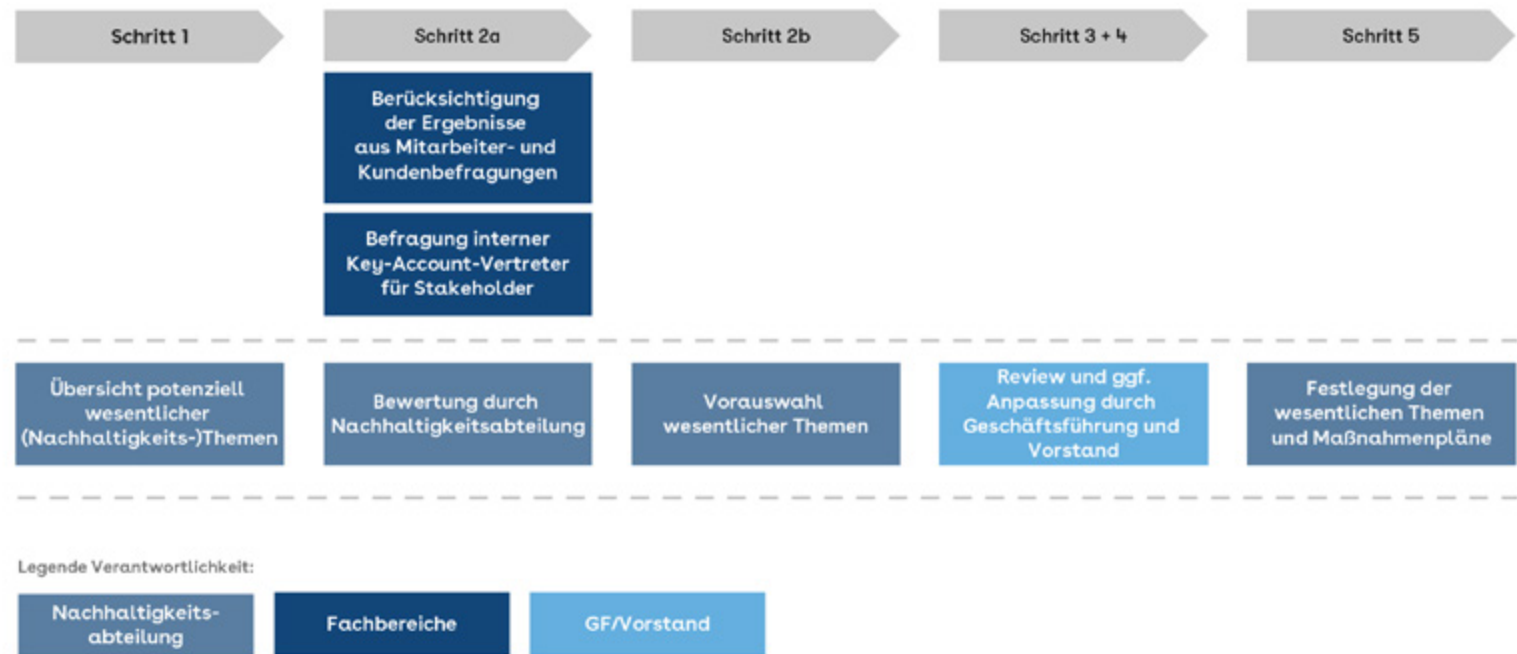 Schritt 1
Schritt 2a
Schritt 2b
Schritt 3 + 4
Schritt 5
Berücksichtigung
der Ergebnisse
aus Mitarbeiter- und
Kundenbefragungen
Befragung interner
Key-Account-Vertreter
für Stakeholder
Übersicht potenziell
wesentlicher
(Nachhaltigkeits-)Themen
Bewertung durch
Nachhaltigkeitsabteilung
Vorauswahl
wesentlicher Themen
Review und ggf.
Anpassung durch
Geschäftsführung und
Vorstand
Festlegung der
wesentlichen Themen
und Maßnahmenpläne
Legende Verantwortlichkeit:
Nachhaltigkeits-
abteilung
Fachbereiche
GF/Vorstand